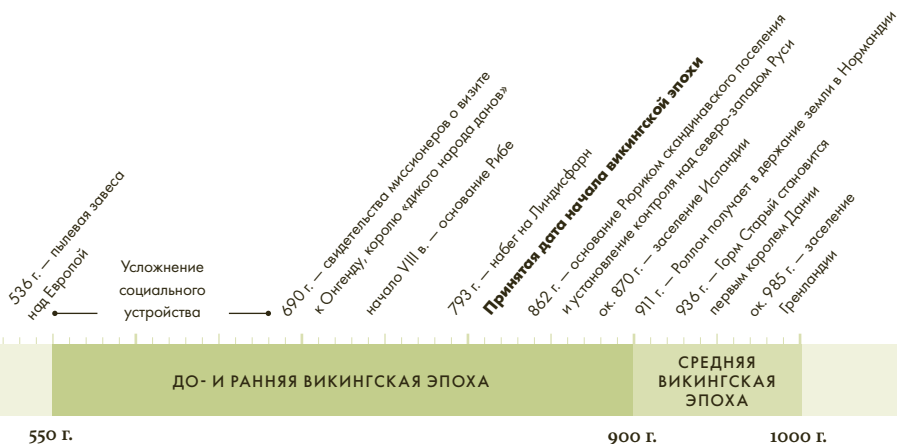 536 г. — пылевая завеса
над Европой
Усложнение
социального
устройства
690 г. — свидетельства миссионеров о визите
к Онгенду, королю «дикого народа данов»
начало VIII в. — основание Рибе
793 г. — набег на Линдисфарн
Принятая дата начала викингской эпохи
862 г. — основание Рюриком скандинавского поселения
и установление контроля над северо-западом Руси
ок. 870 г. — заселение Исландии
911 г. — Роллон получает в держание земли в Нормандии
936 г. — Горм Старый становится
первым королем Дании
ок. 985 г. — заселение
Гренландии
ДО- И РАННЯЯ ВИКИНГСКАЯ ЭПОХА
СРЕДНЯЯ
ВИКИНГСКАЯ
ЭПОХА
550 г.
900 г.
1000 г.